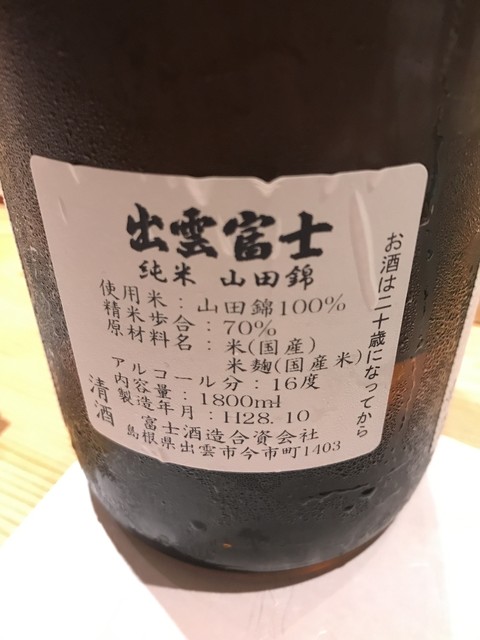 出雲富士
純米 山田錦
使用米：山田錦100%
精米歩合：70%
原材料名：米(国産)
米麹(国産米)
アルコール分：16度
内容量：1800ml
製造年月：H28.10
清酒
富士酒造合資会社
島根県出雲市今市町1403
お酒は二十歳になってから